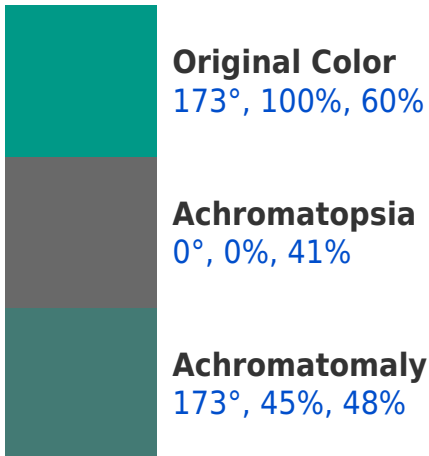 Original Color
173°, 100%, 60%
Achromatopsia
0°, 0%, 41%
Achromatomaly
173°, 45%, 48%